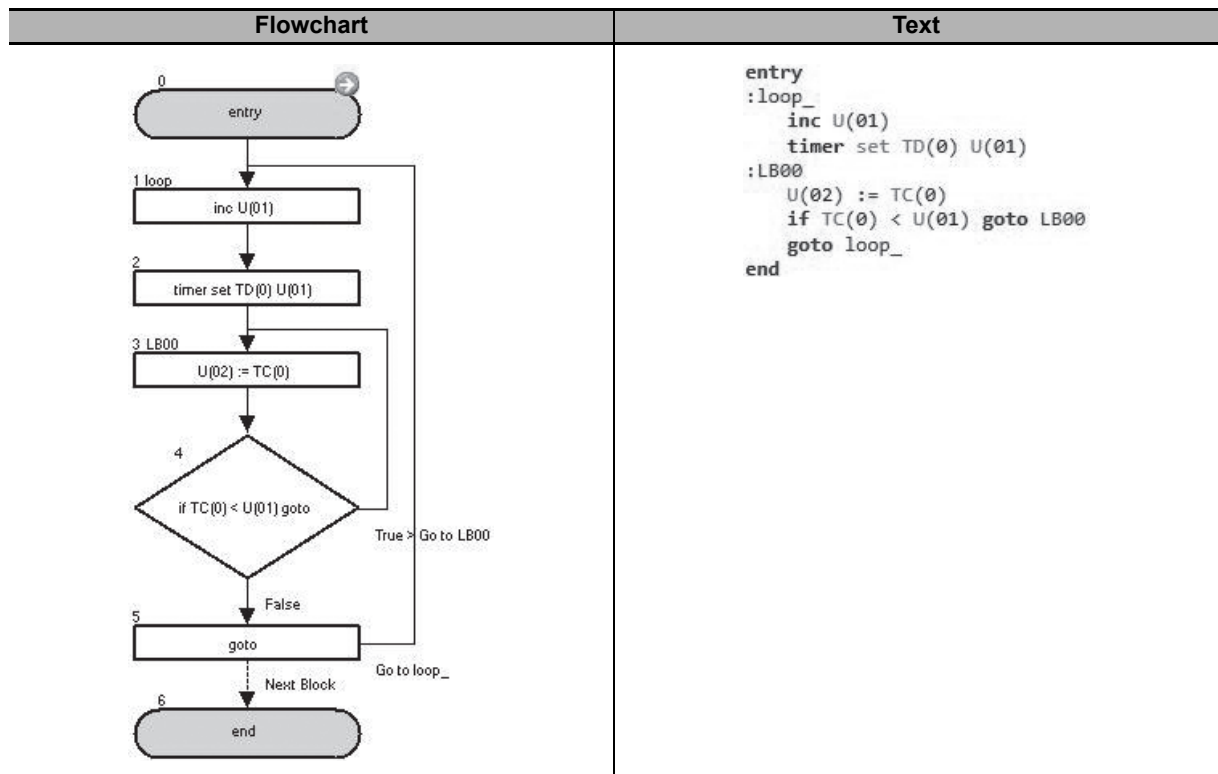 Flowchart
Text
0
entry
1 loop
inc U(01)
2
timer set TD(0) U(01)
3 LB00
U(02) := TC(0)
4
if TC(0) < U(01) goto
True > Go to LB00
False
5
goto
Go to loop_
Next Block
6
end
entry
:loop_
inc U(01)
timer set TD(0) U(01)
:LB00
U(02) := TC(0)
if TC(0) < U(01) goto LB00
goto loop_
end